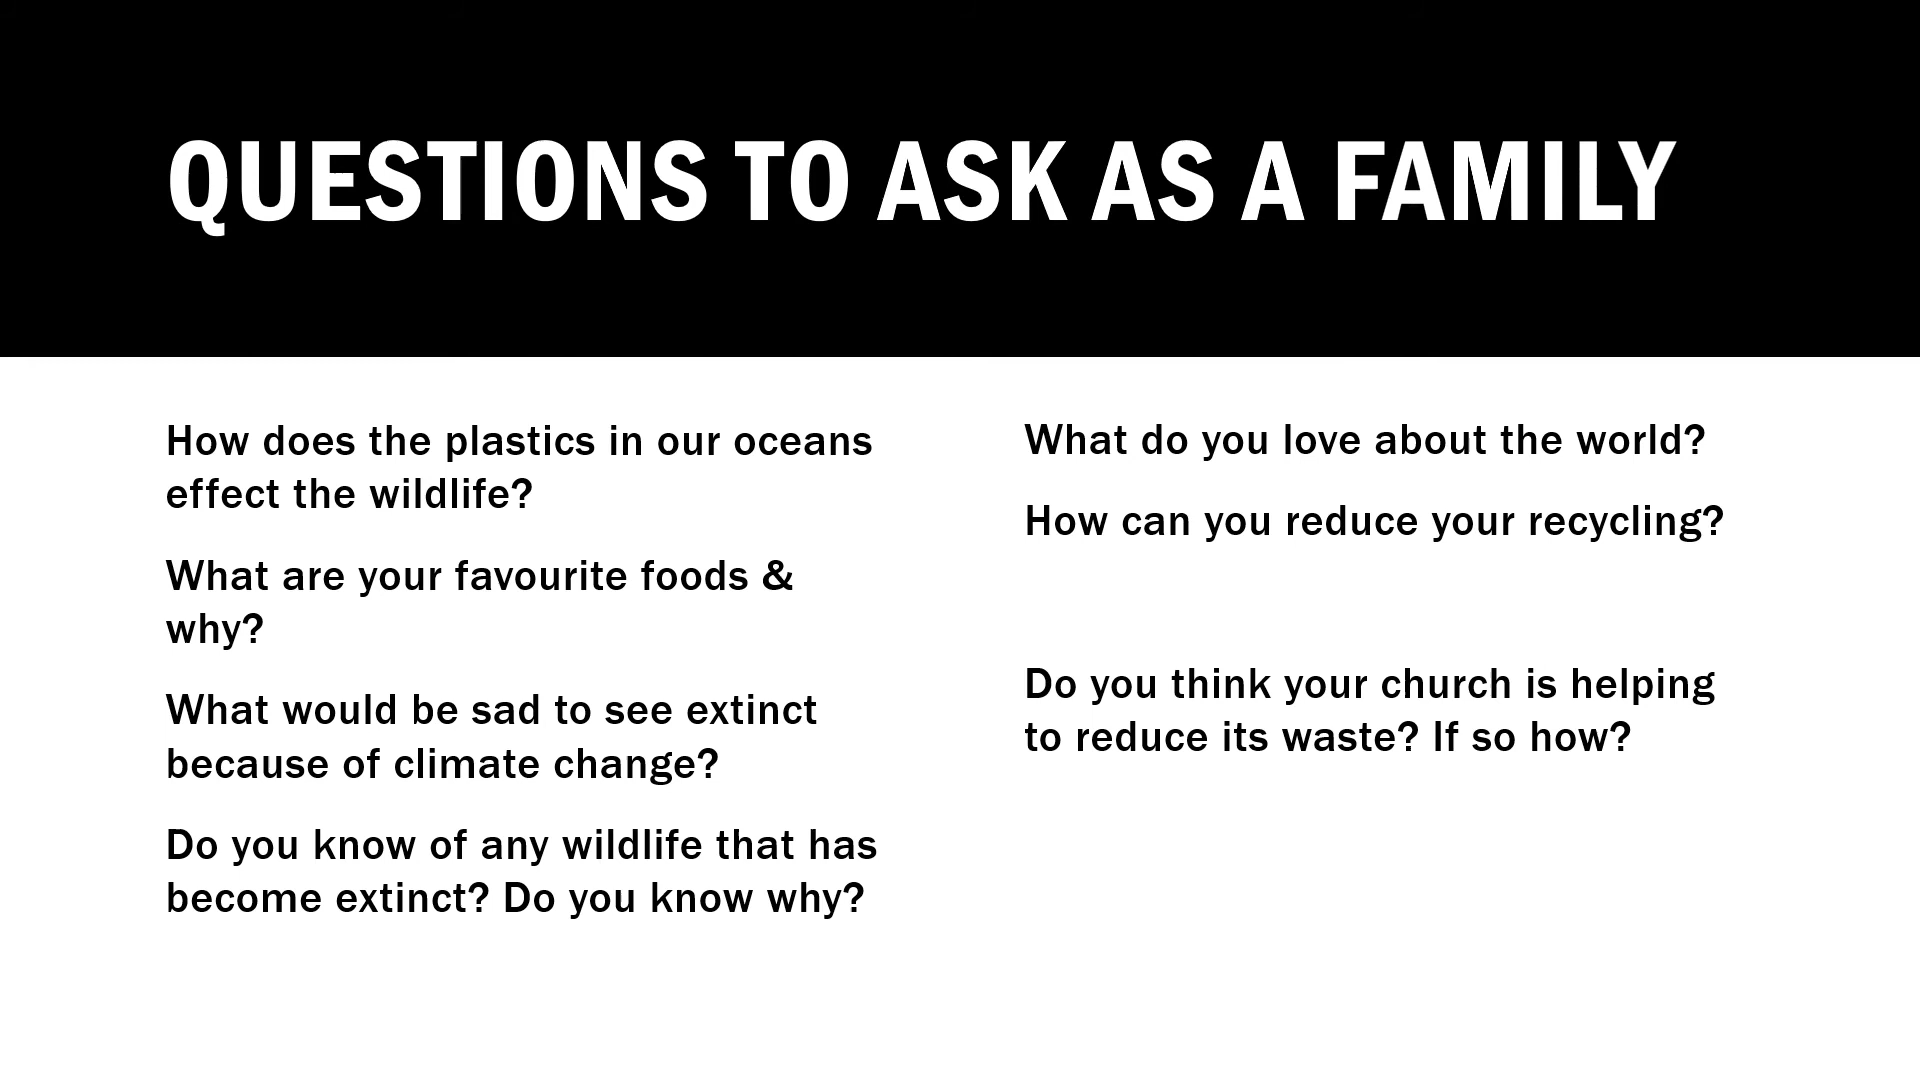 QUESTIONS TO ASK AS A FAMILY
How does the plastics in our oceans
effect the wildlife?
What are your favourite foods &
why?
What would be sad to see extinct
because of climate change?
Do you know of any wildlife that has
become extinct? Do you know why?
What do you love about the world?
How can you reduce your recycling?
Do you think your church is helping
to reduce its waste? If so how?